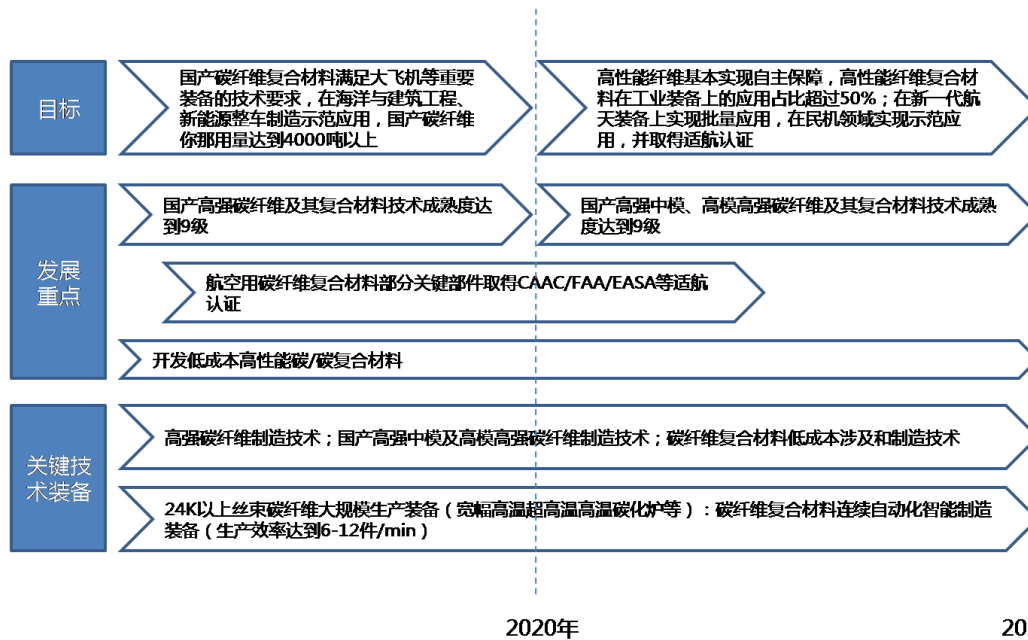 目标
国产碳纤维复合材料满足大飞机等重要
装备的技术要求，在海洋与建筑工程、
新能源整车制造示范应用，国产碳纤维
你那用量达到4000吨以上
高性能纤维基本实现自主保障，高性能纤维复合材
料在工业装备上的应用占比超过50%；在新一代航
天装备上实现批量应用，在民机领域实现示范应
用，并取得适航认证
发展
重点
国产高强碳纤维及其复合材料技术成熟度达
到9级
国产高强中模、高模高强碳纤维及其复合材料技术成熟
度达到9级
航空用碳纤维复合材料部分关键部件取得CAAC/FAA/EASA等适航
认证
开发低成本高性能碳/碳复合材料
关键技
术装备
高强碳纤维制造技术；国产高强中模及高模高强碳纤维制造技术；碳纤维复合材料低成本涉及和制造技术
24K以上丝束碳纤维大规模生产装备（宽幅高温超高温高温碳化炉等）：碳纤维复合材料连续自动化智能制造
装备（生产效率达到6-12件/min）
2020年
20